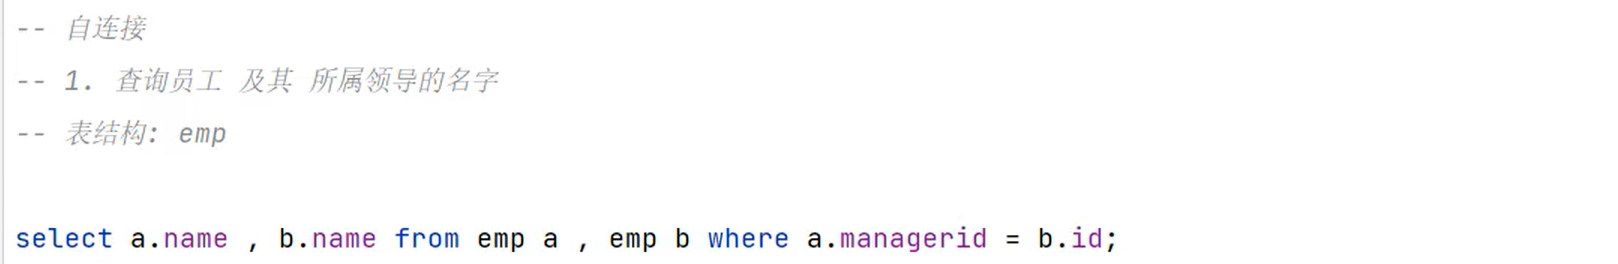 -- 自连接
-- 1. 查询员工 及其 所属领导的名字
-- 表结构: emp
select a.name , b.name from emp a , emp b where a.managerid = b.id;